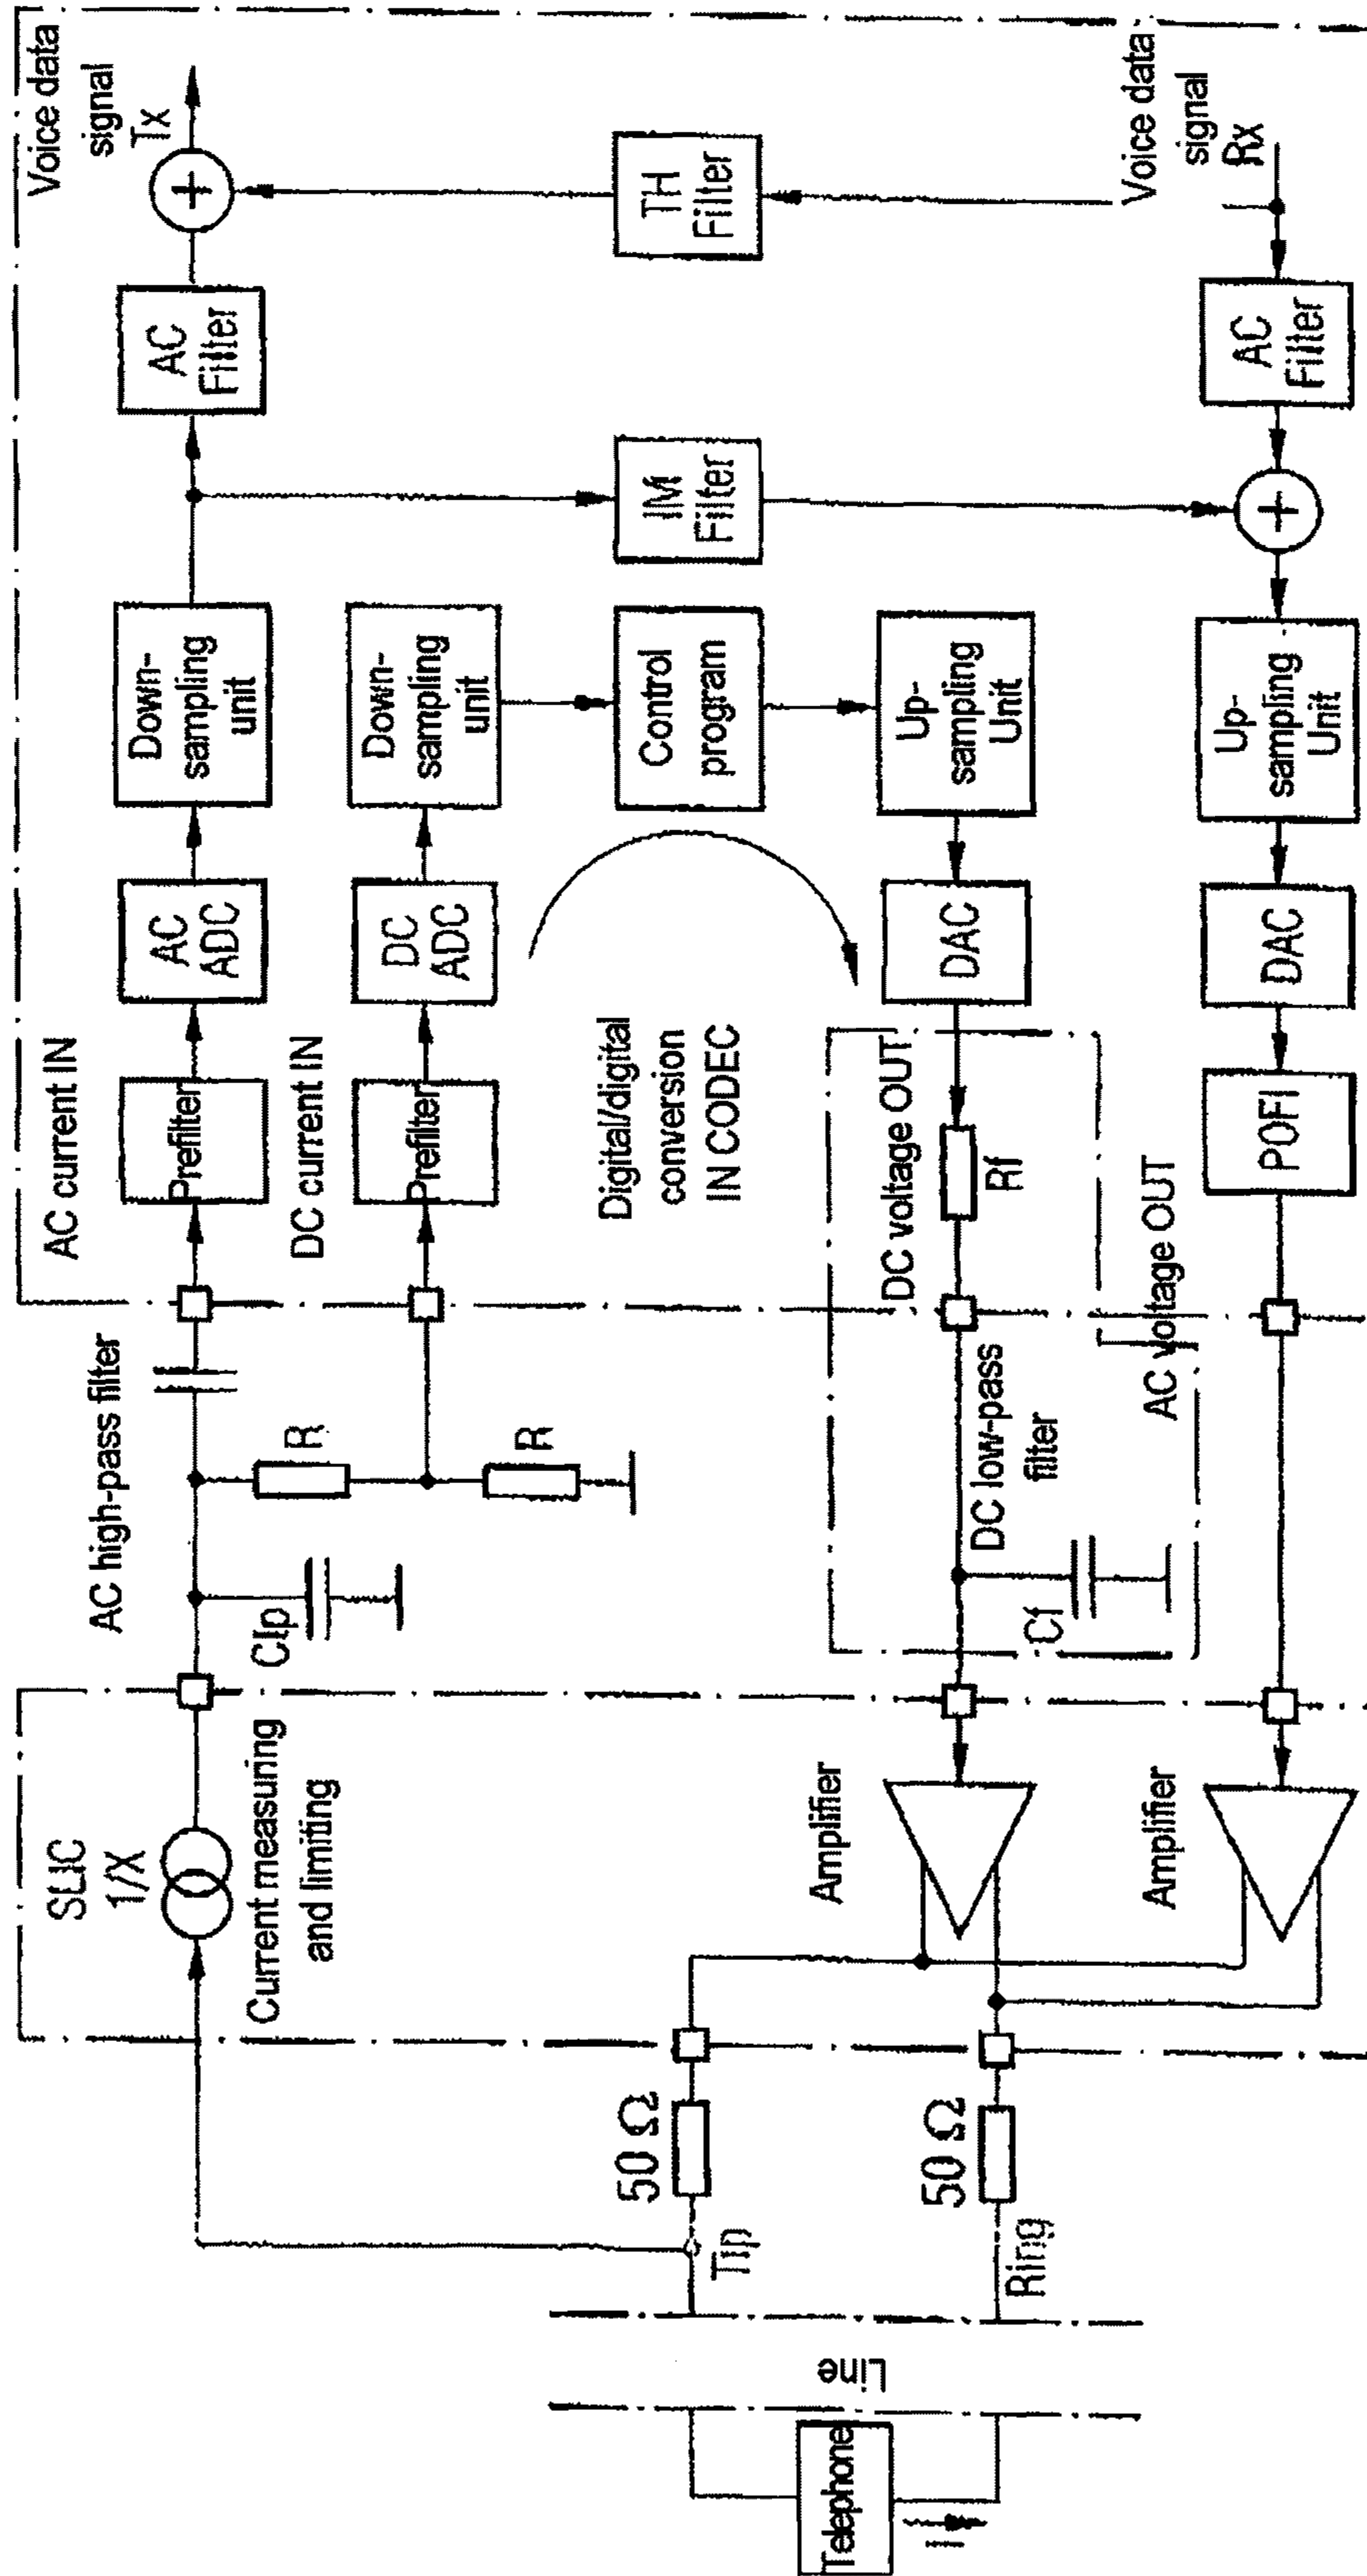 Telephone
I
Line
Tip
Ring
50 Ω
50 Ω
SLIC
1/X
Current measuring
and limiting
Amplifier
Amplifier
AC high-pass filter
Clp
R
R
DC low-pass
filter
Cf
AC current IN
Prefilter
AC
ADC
Down-
sampling
unit
AC
Filter
Voice data
signal
Tx
DC current IN
Prefilter
DC
ADC
Down-
sampling
unit
Digital/digital
conversion
IN CODEC
Control
program
IM
Filter
TH
Filter
DC voltage OUT
Rf
DAC
Up-
sampling
Unit
AC voltage OUT
POFI
DAC
Up-
sampling
Unit
AC
Filter
Voice data
signal
Rx